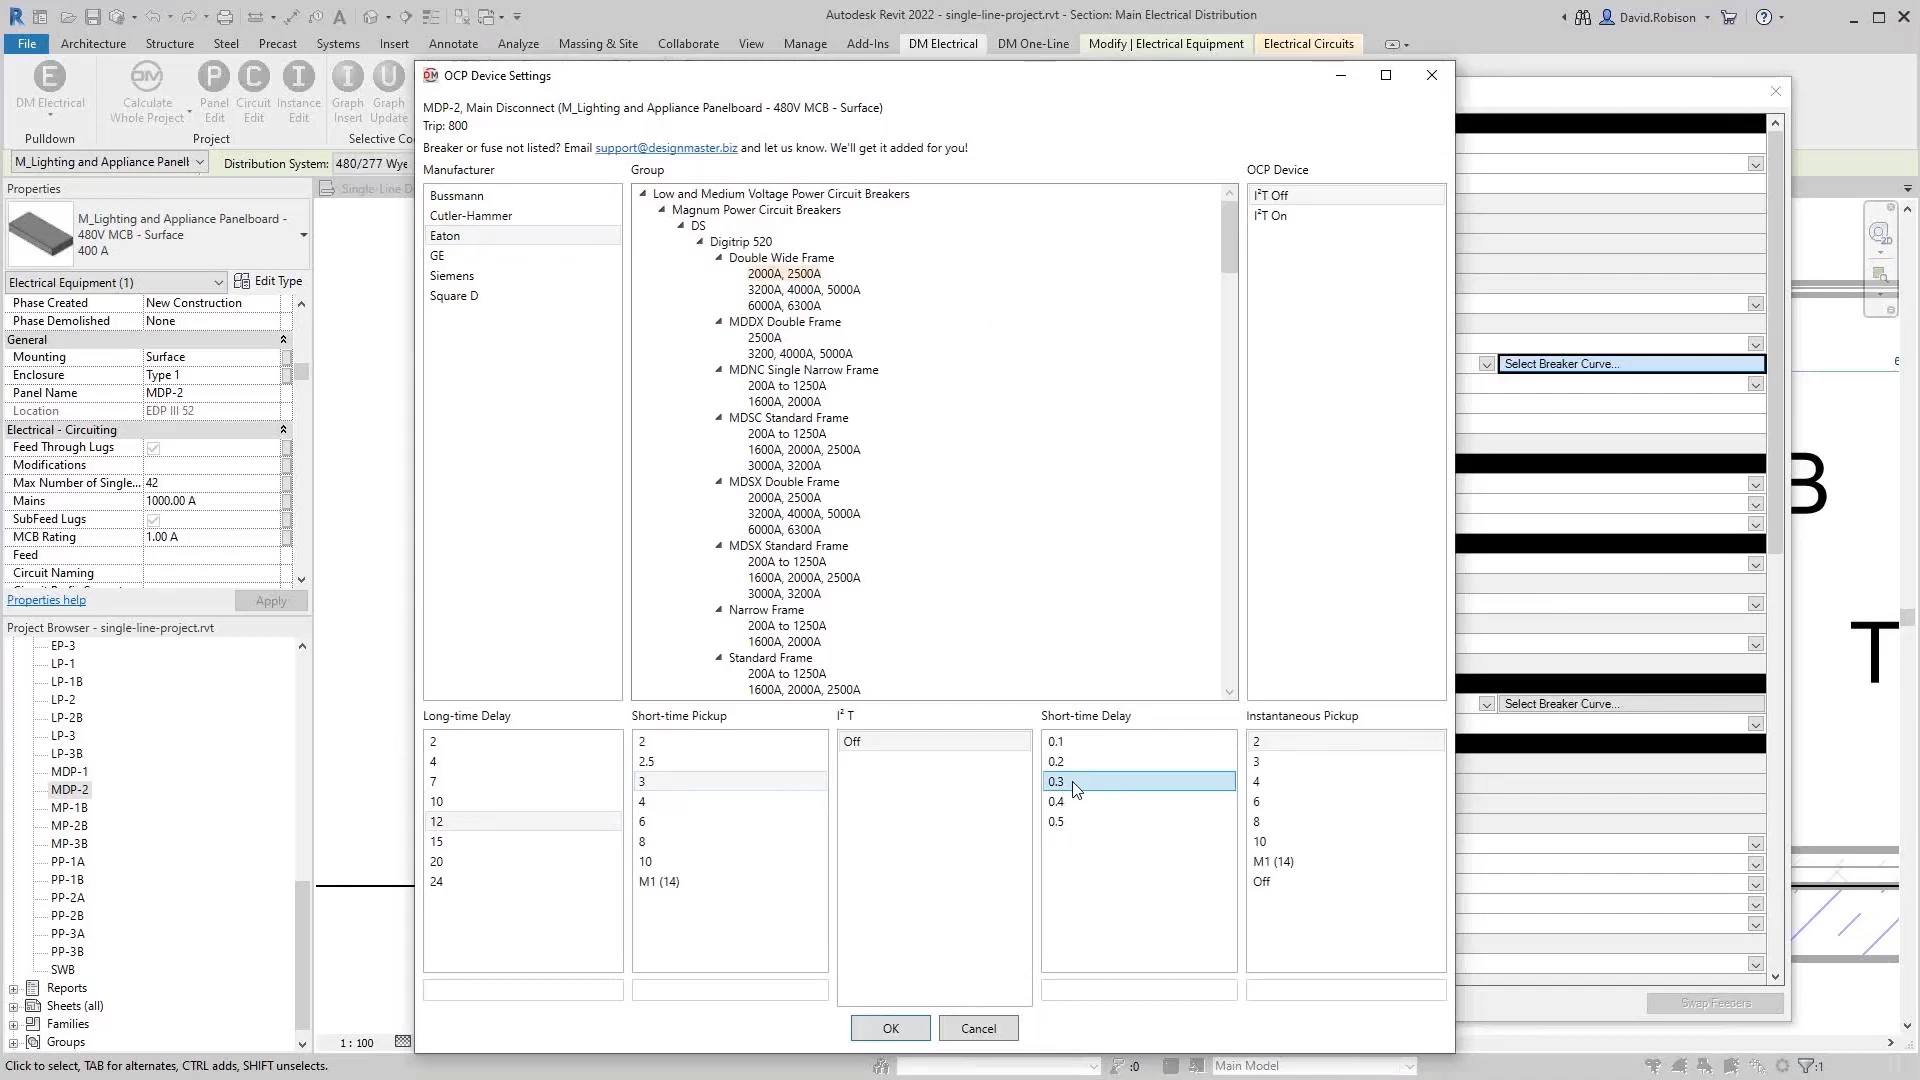 Autodesk Revit 2022 - single-line-project.rvt - Section: Main Electrical Distribution
David.Robison
File Architecture Structure Steel Precast Systems Insert Annotate Analyze Massing & Site Collaborate View Manage Add-Ins DM Electrical DM One-Line Modify | Electrical Equipment Electrical Circuits
DM Electrical
Calculate Whole Project
Panel Edit
Circuit Edit
Instance Edit
Graph Insert
Graph Update
Pulldown
Project
Selective Co
M_Lighting and Appliance Panelb
Distribution System: 480/277 Wye
Properties
M_Lighting and Appliance Panelboard -
480V MCB - Surface
400 A
Electrical Equipment (1)
Edit Type
Phase Created New Construction
Phase Demolished None
General
Mounting Surface
Enclosure Type 1
Panel Name MDP-2
Location EDP III 52
Electrical - Circuiting
Feed Through Lugs
Modifications
Max Number of Single... 42
Mains 1000.00 A
SubFeed Lugs
MCB Rating 1.00 A
Feed
Circuit Naming
Properties help
Apply
Project Browser - single-line-project.rvt
EP-3
LP-1
LP-1B
LP-2
LP-2B
LP-3
LP-3B
MDP-1
MDP-2
MP-1B
MP-2B
MP-3B
PP-1A
PP-1B
PP-2A
PP-2B
PP-3A
PP-3B
SWB
Reports
Sheets (all)
Families
Groups
Single-Line D
OCP Device Settings
MDP-2, Main Disconnect (M_Lighting and Appliance Panelboard - 480V MCB - Surface)
Trip: 800
Breaker or fuse not listed? Email support@designmaster.biz and let us know. We'll get it added for you!
Manufacturer
Bussmann
Cutler-Hammer
Eaton
GE
Siemens
Square D
Group
Low and Medium Voltage Power Circuit Breakers
Magnum Power Circuit Breakers
DS
Digitrip 520
Double Wide Frame
2000A, 2500A
3200A, 4000A, 5000A
6000A, 6300A
MDDX Double Frame
2500A
3200, 4000A, 5000A
MDNC Single Narrow Frame
200A to 1250A
1600A, 2000A
MDSC Standard Frame
200A to 1250A
1600A, 2000A, 2500A
3000A, 3200A
MDSX Double Frame
2000A, 2500A
3200A, 4000A, 5000A
6000A, 6300A
MDSX Standard Frame
200A to 1250A
1600A, 2000A, 2500A
3000A, 3200A
Narrow Frame
200A to 1250A
1600A, 2000A
Standard Frame
200A to 1250A
1600A, 2000A, 2500A
OCP Device
I²T Off
I²T On
Long-time Delay
2
4
7
10
12
15
20
24
Short-time Pickup
2
2.5
3
4
6
8
10
M1 (14)
I² T
Off
Short-time Delay
0.1
0.2
0.3
0.4
0.5
Instantaneous Pickup
2
3
4
6
8
10
M1 (14)
Off
OK
Cancel
Select Breaker Curve...
Select Breaker Curve...
Swap Feeders
B
T
1 : 100
Click to select, TAB for alternates, CTRL adds, SHIFT unselects.
:0
Main Model
:1